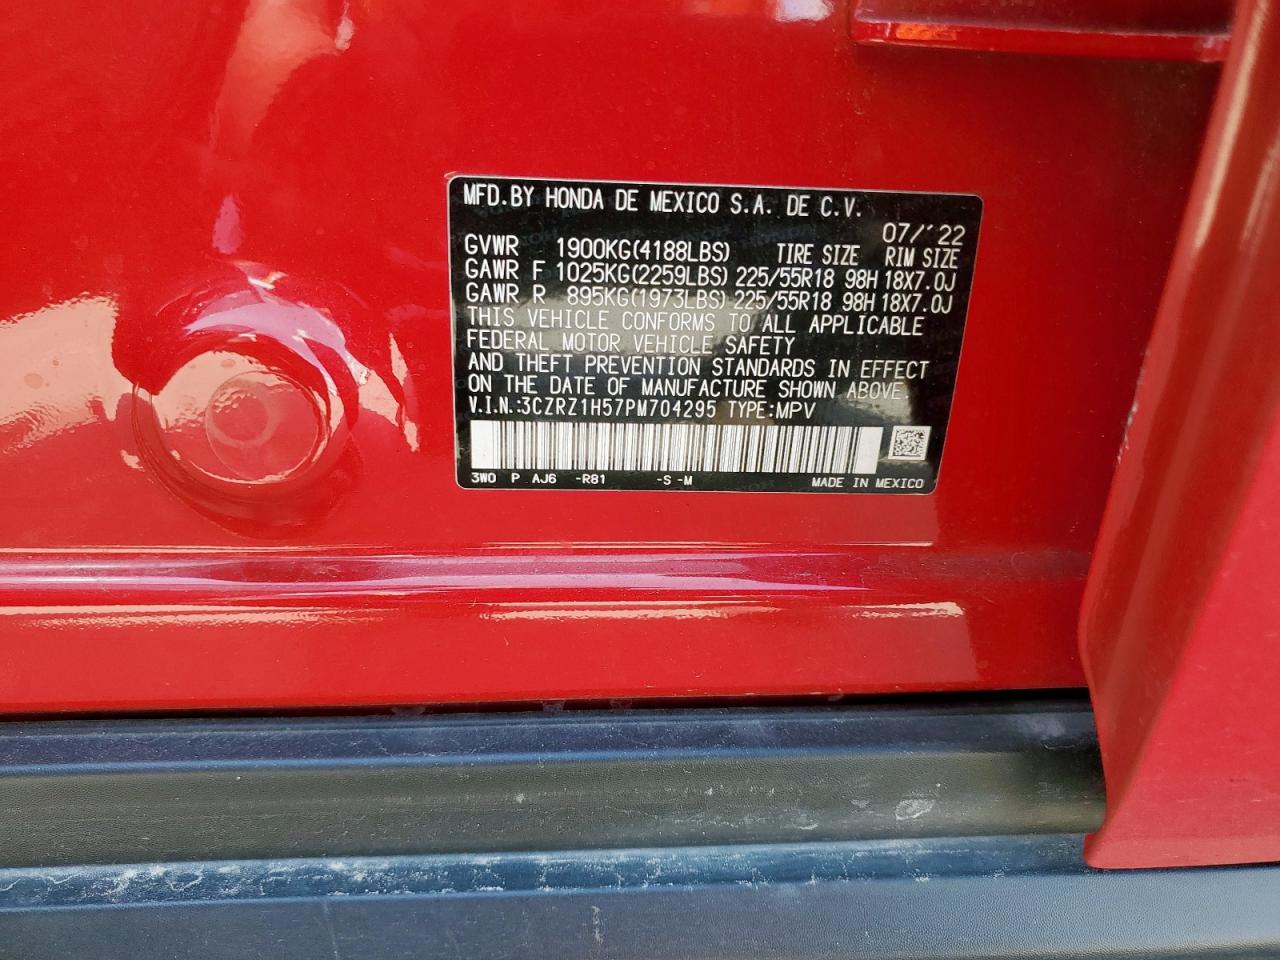 MFD.BY HONDA DE MEXICO S.A. DE C.V.
07/'22
GVWR 1900KG(4188LBS) TIRE SIZE RIM SIZE
GAWR F 1025KG(2259LBS) 225/55R18 98H 18X7.0J
GAWR R 895KG(1973LBS) 225/55R18 98H 18X7.0J
THIS VEHICLE CONFORMS TO ALL APPLICABLE
FEDERAL MOTOR VEHICLE SAFETY
AND THEFT PREVENTION STANDARDS IN EFFECT
ON THE DATE OF MANUFACTURE SHOWN ABOVE.
V.I.N.:3CZRZ1H57PM704295 TYPE:MPV
3W0 P AJ6 -R81 -S -M MADE IN MEXICO